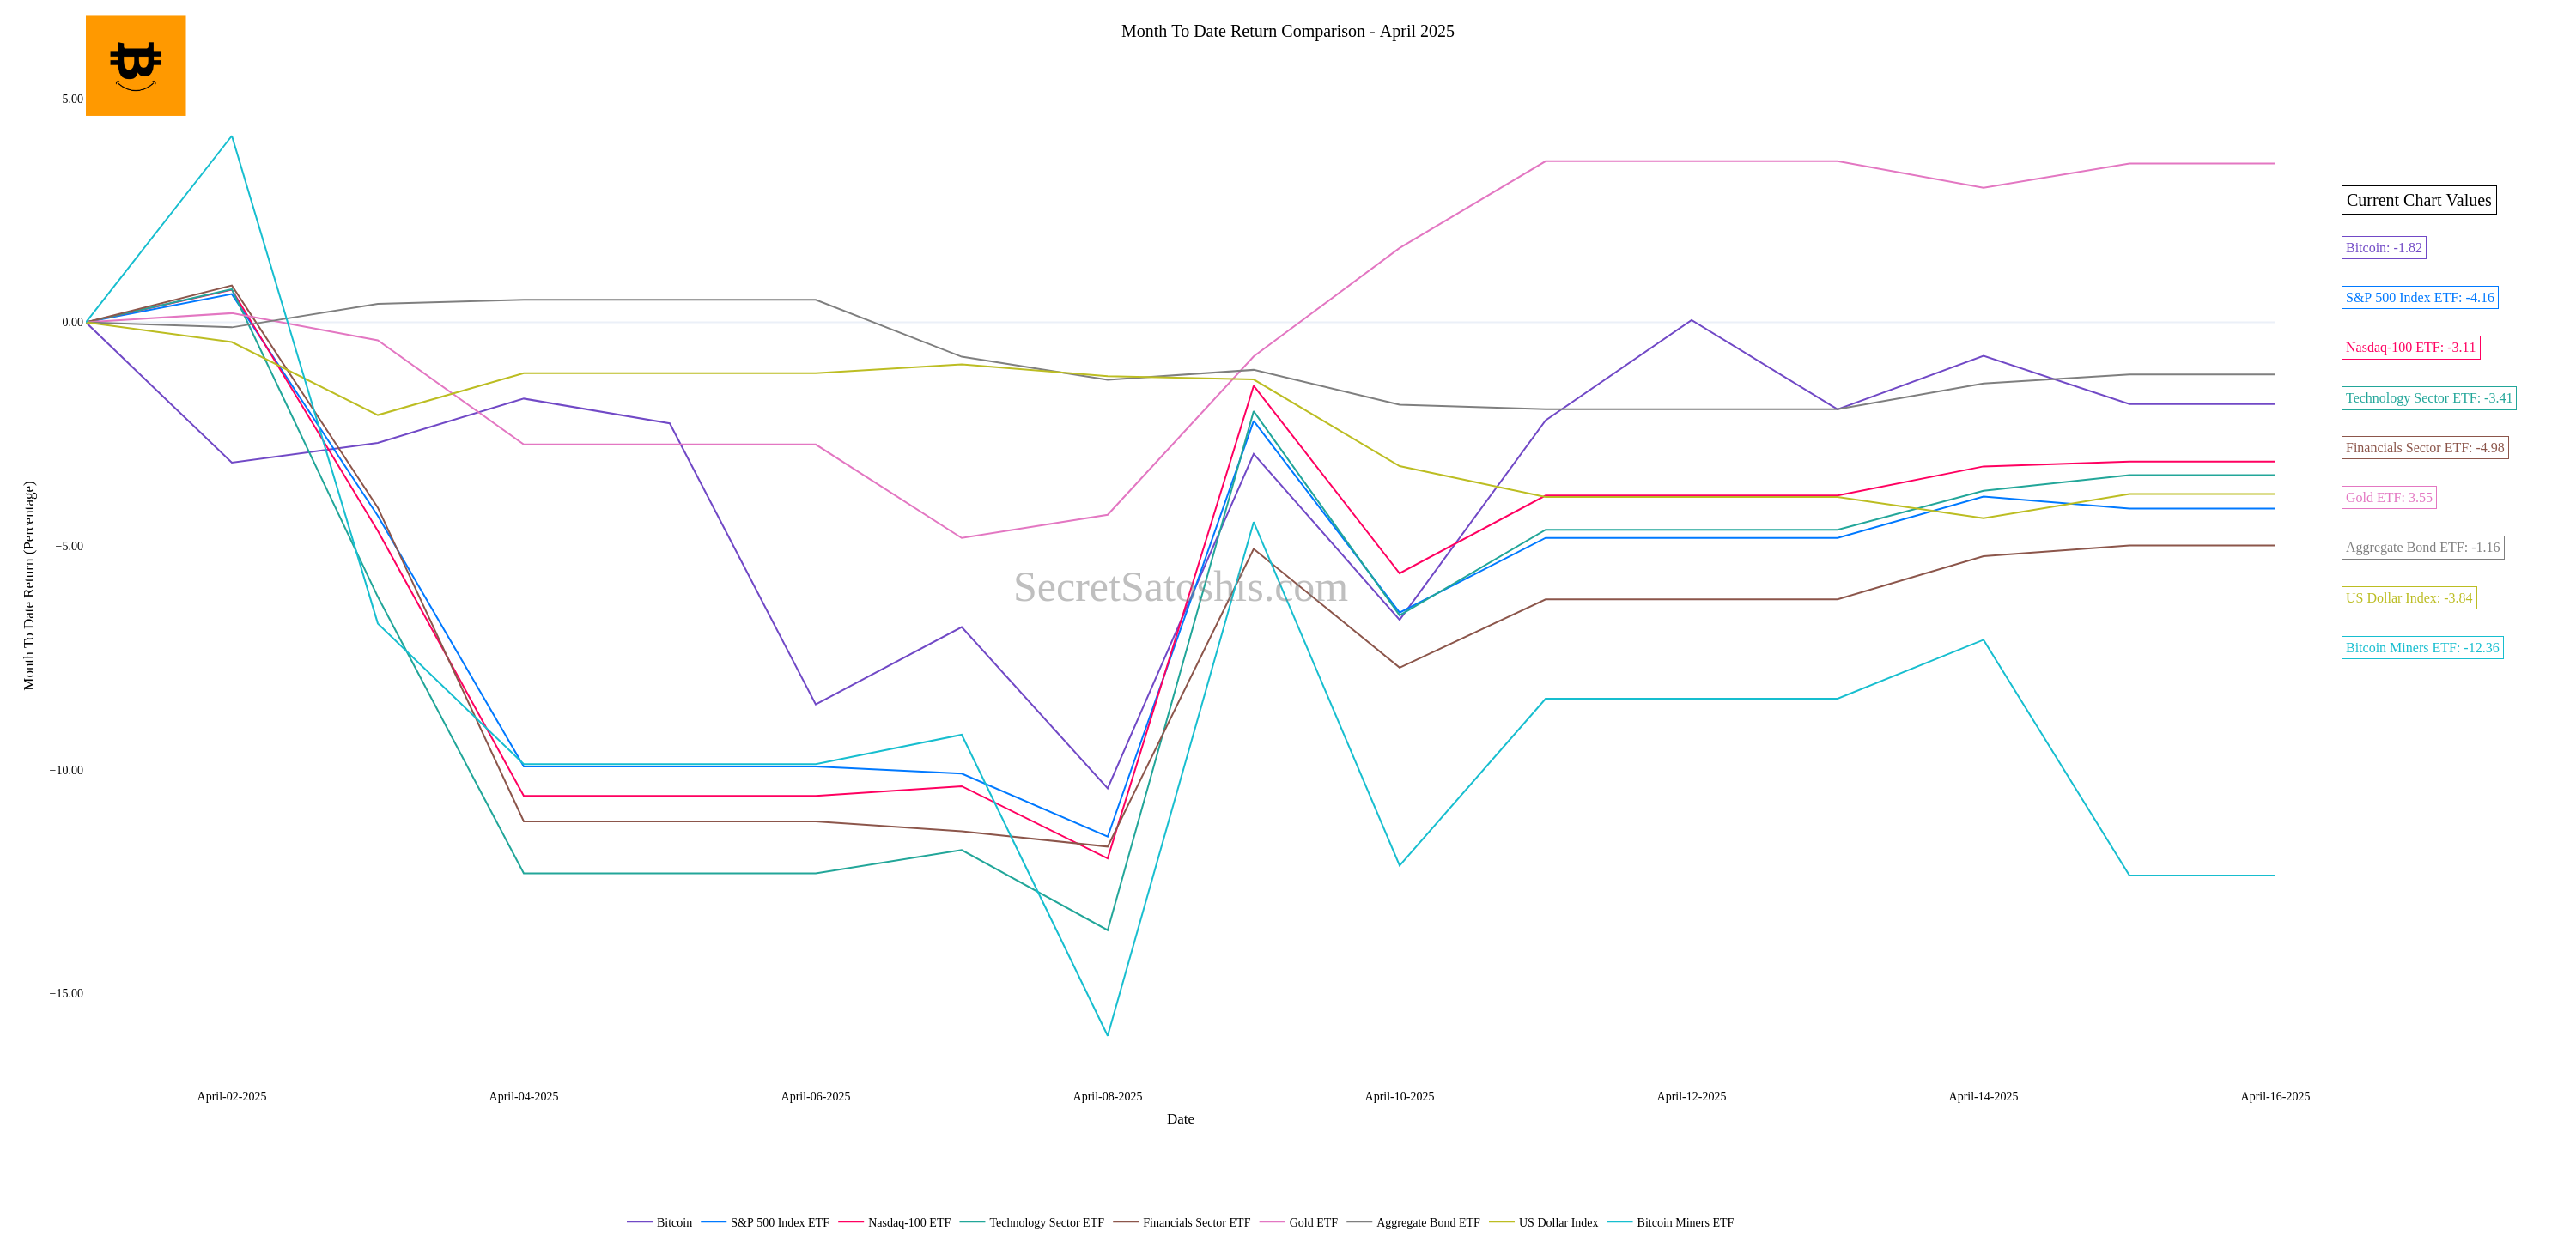 Month To Date Return Comparison - April 2025
5.00
0.00
−5.00
−10.00
−15.00
Month To Date Return (Percentage)
SecretSatoshis.com
Current Chart Values
Bitcoin: -1.82
S&P 500 Index ETF: -4.16
Nasdaq-100 ETF: -3.11
Technology Sector ETF: -3.41
Financials Sector ETF: -4.98
Gold ETF: 3.55
Aggregate Bond ETF: -1.16
US Dollar Index: -3.84
Bitcoin Miners ETF: -12.36
April-02-2025 April-04-2025 April-06-2025 April-08-2025 April-10-2025 April-12-2025 April-14-2025 April-16-2025
Date
Bitcoin S&P 500 Index ETF Nasdaq-100 ETF Technology Sector ETF Financials Sector ETF Gold ETF Aggregate Bond ETF US Dollar Index Bitcoin Miners ETF